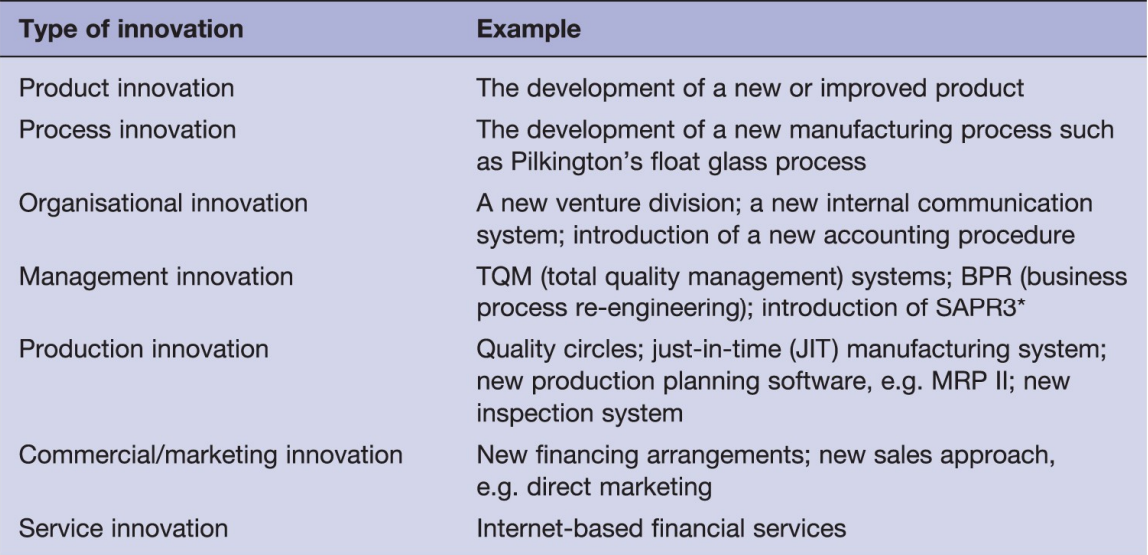 Type of innovation Example
Product innovation The development of a new or improved product
Process innovation The development of a new manufacturing process such
as Pilkington’s float glass process
Organisational innovation A new venture division; a new internal communication
system; introduction of a new accounting procedure
Management innovation TQM (total quality management) systems; BPR (business
process re-engineering); introduction of SAPR3*
Production innovation Quality circles; just-in-time (JIT) manufacturing system;
new production planning software, e.g. MRP II; new
inspection system
Commercial/marketing innovation New financing arrangements; new sales approach,
e.g. direct marketing
Service innovation Internet-based financial services